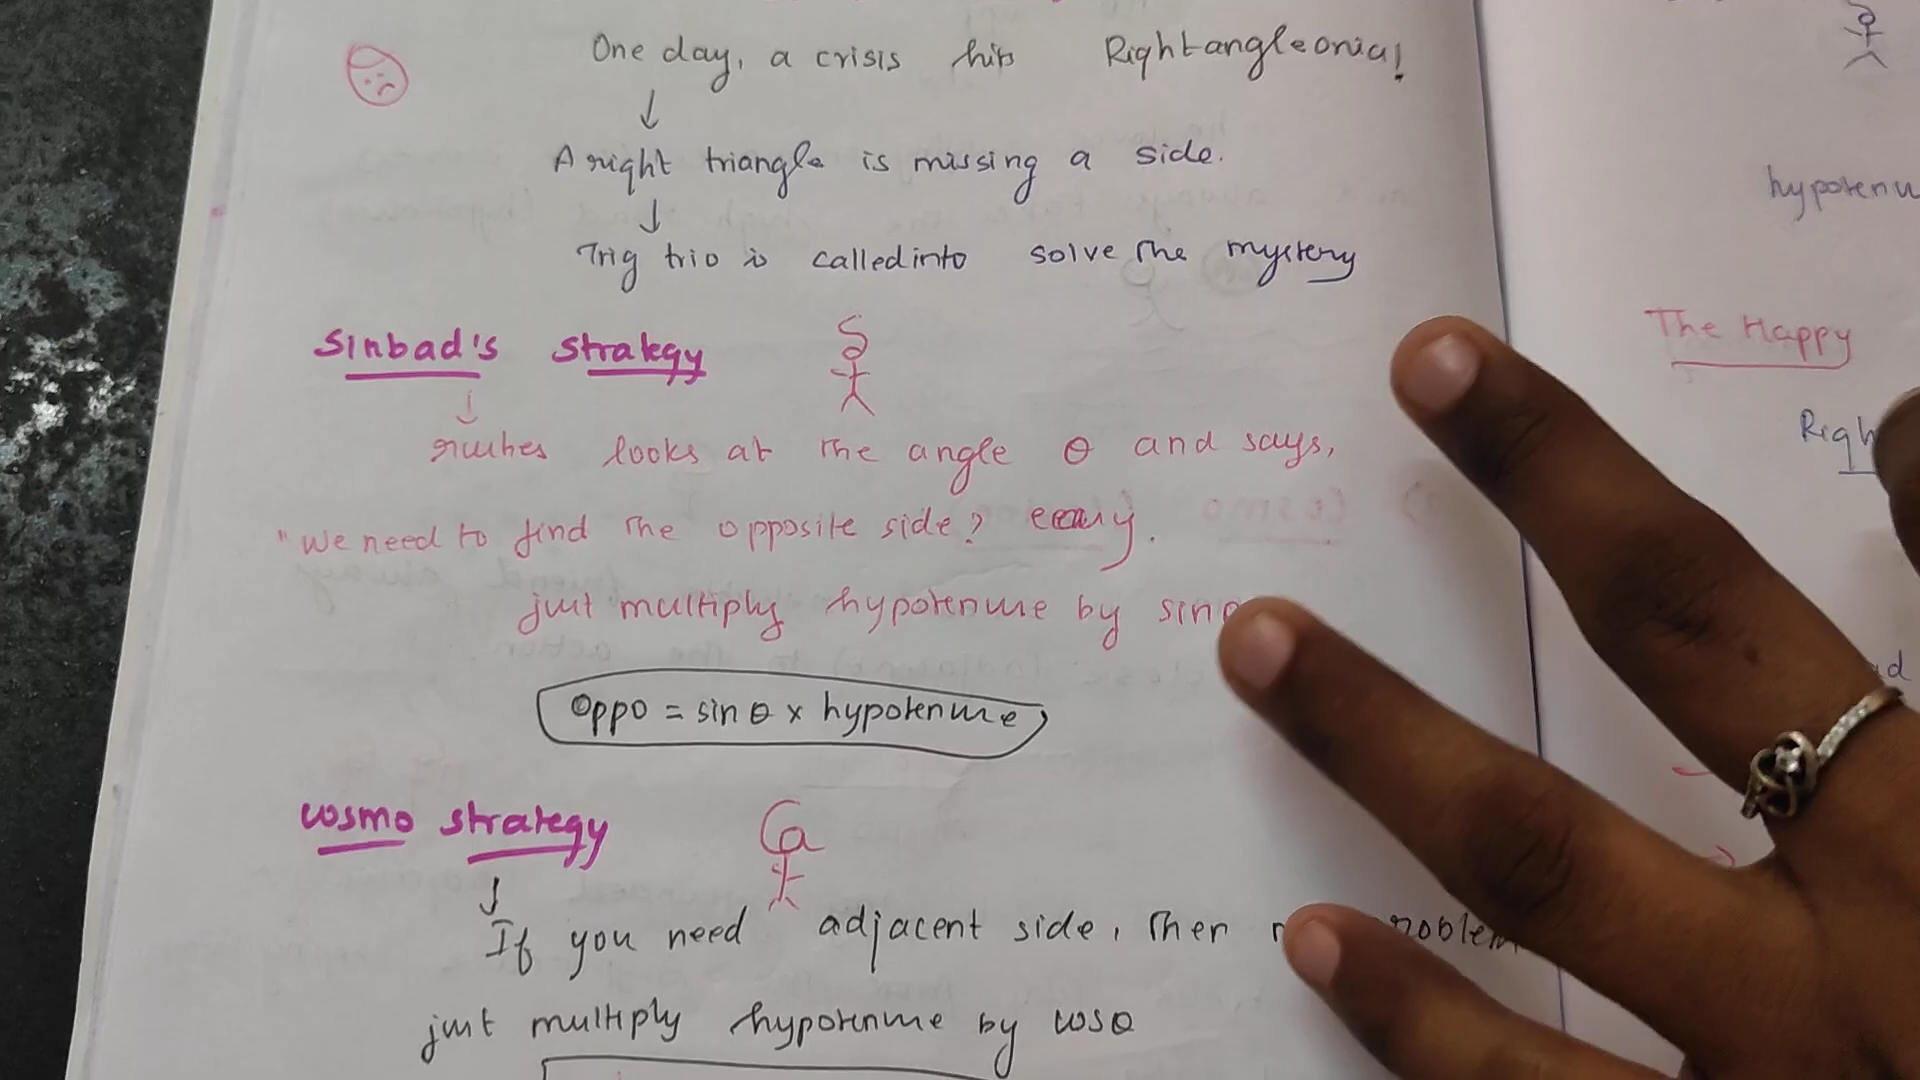 One day, a crisis hits Rightangleonia!
A right triangle is missing a side.
Trig trio is called into solve the mystery
Sinbad's strategy
S
rushes looks at the angle θ and says,
"We need to find the opposite side? easy.
just multiply hypotenuse by sin
Oppo = sin θ x hypotenuse
cosmo strategy
Ca
If you need adjacent side, then
just multiply hypotenuse by cosθ
hypotenu
The Happy
Righ